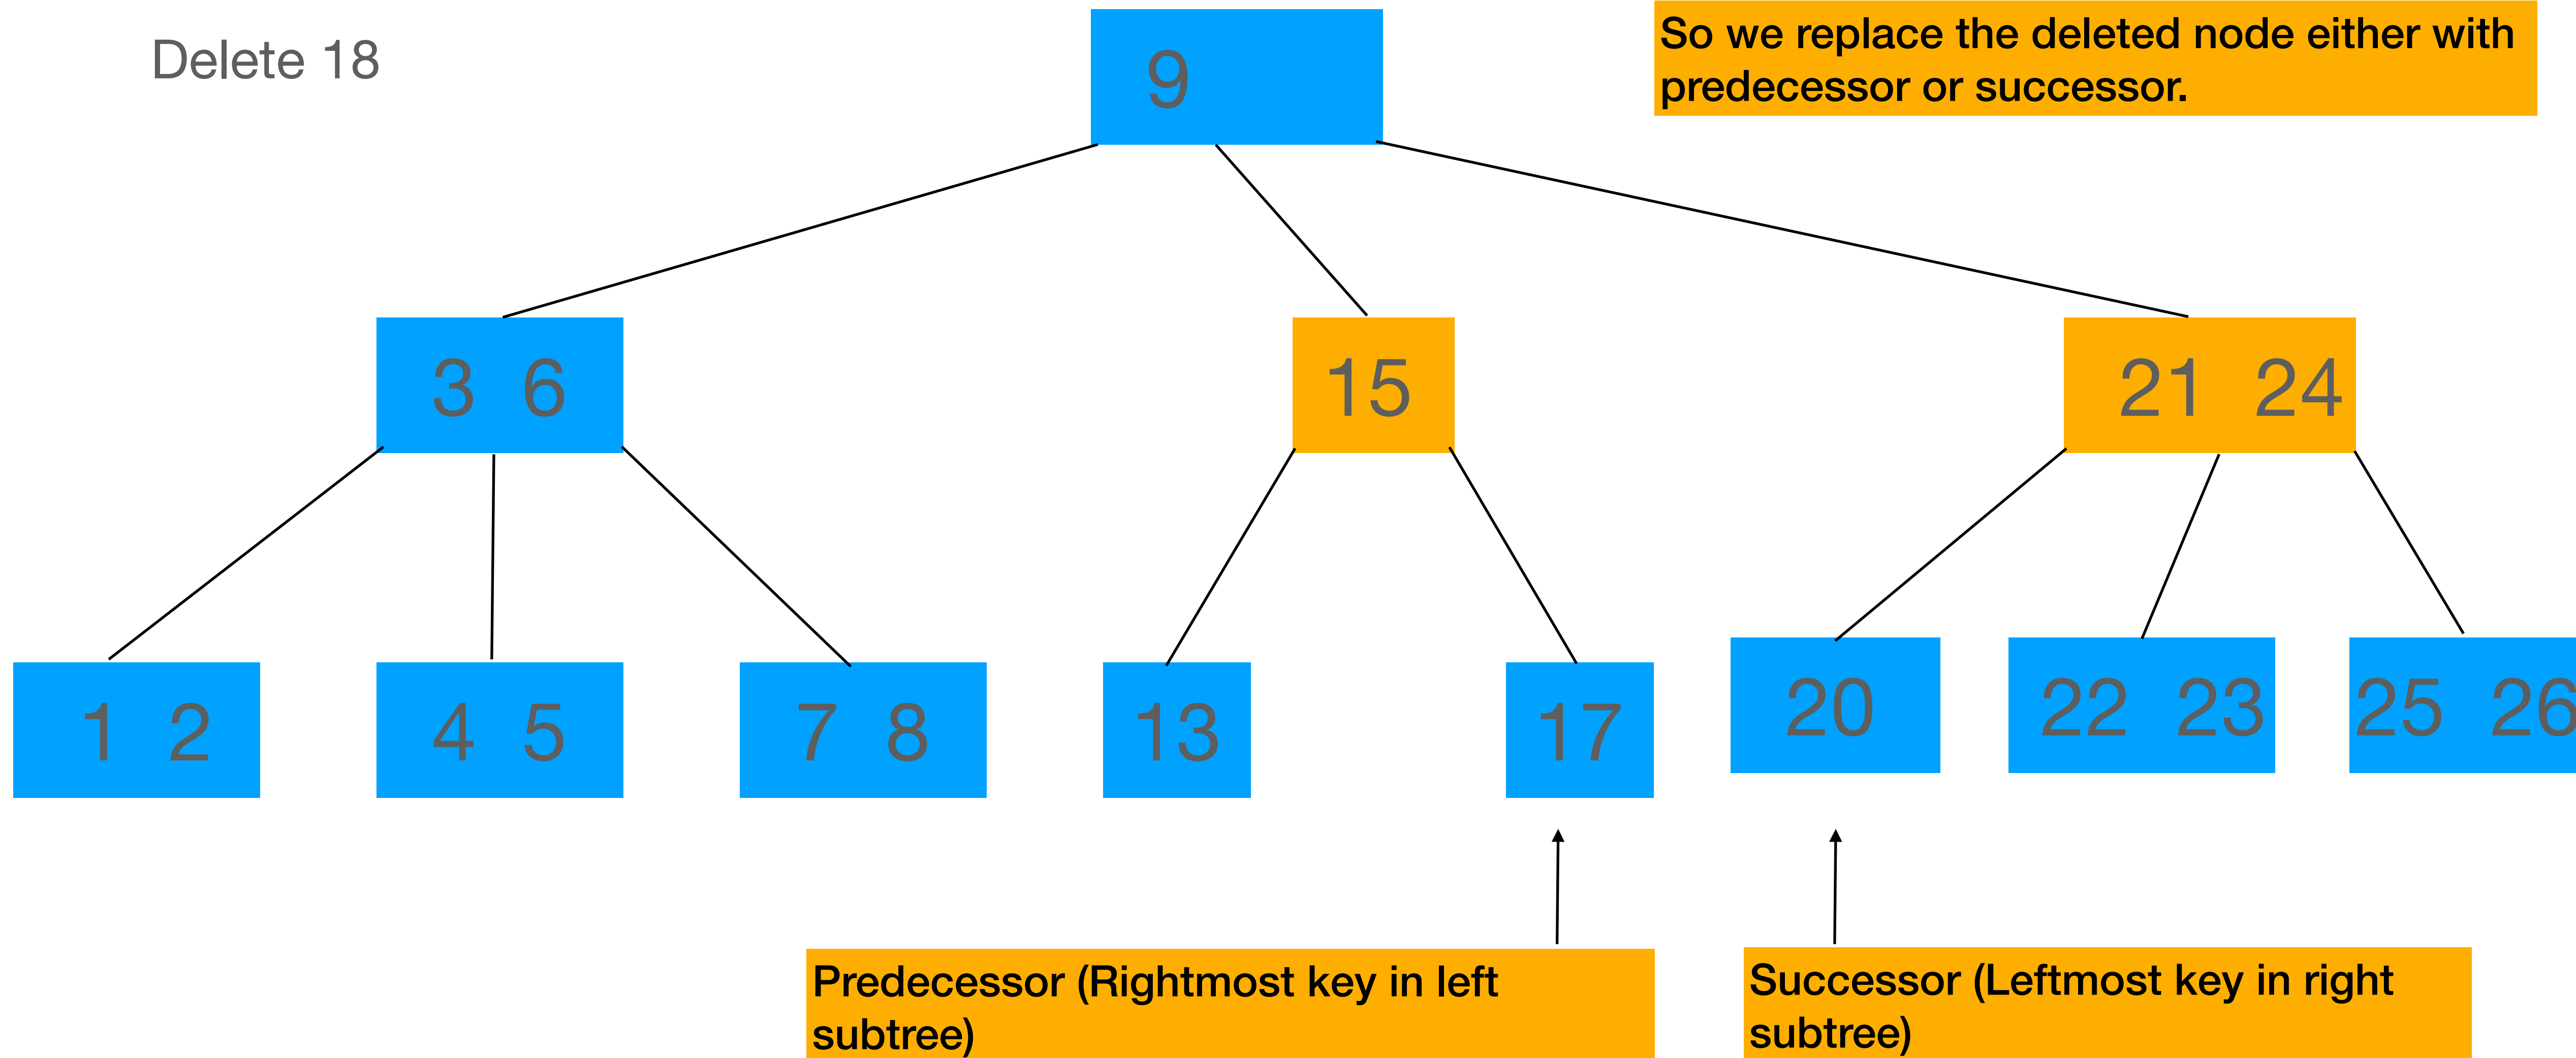 Delete 18
9
So we replace the deleted node either with
predecessor or successor.
3 6
15
21 24
1 2
4 5
7 8
13
17
20
22 23
25 26
Predecessor (Rightmost key in left
subtree)
Successor (Leftmost key in right
subtree)